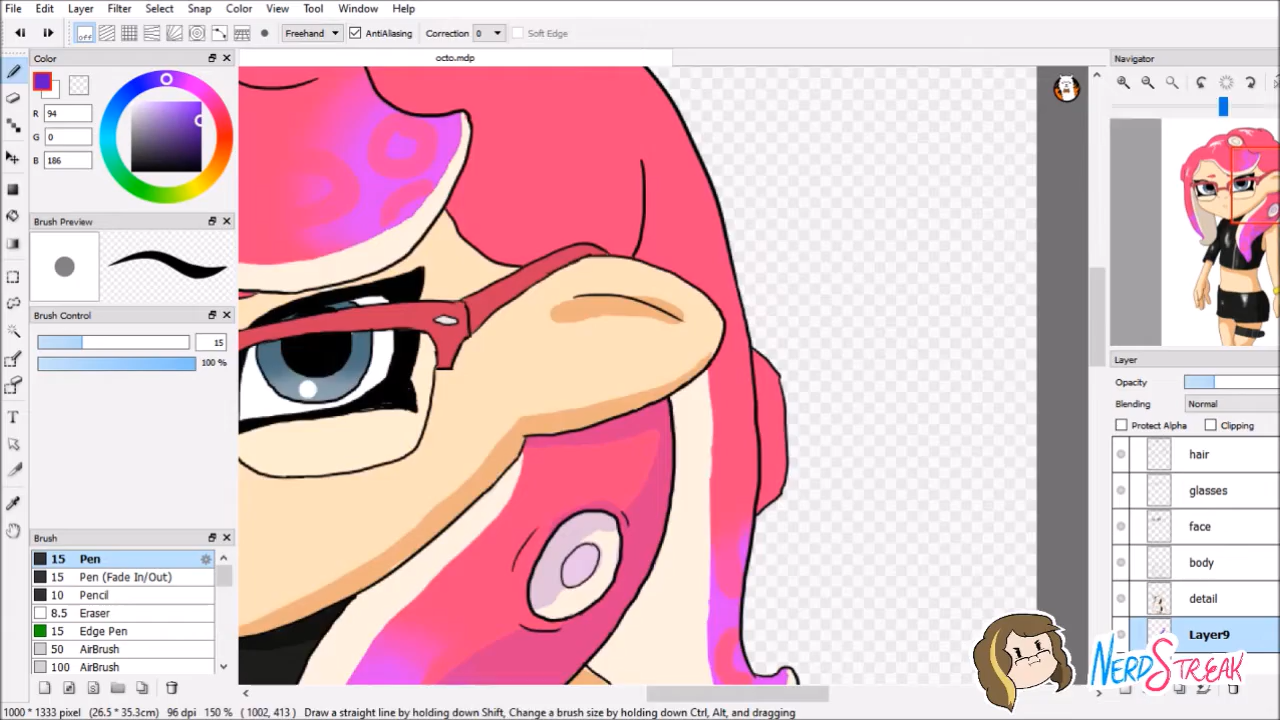 File Edit Layer Filter Select Snap Color View Tool Window Help
off Freehand AntiAliasing Correction 0 Soft Edge
Color
octo.mdp
Navigator
R 94
G 0
B 186
Brush Preview
Brush Control
15
100 %
Layer
Opacity
Blending Normal
Protect Alpha Clipping
hair
glasses
face
body
detail
Layer9
Brush
15 Pen
15 Pen (Fade In/Out)
10 Pencil
8.5 Eraser
15 Edge Pen
50 AirBrush
100 AirBrush
NERDSTREAK
1000 * 1333 pixel (26.5 * 35.3cm) 96 dpi 150 % ( 1002, 413 ) Draw a straight line by holding down Shift, Change a brush size by holding down Ctrl, Alt, and dragging